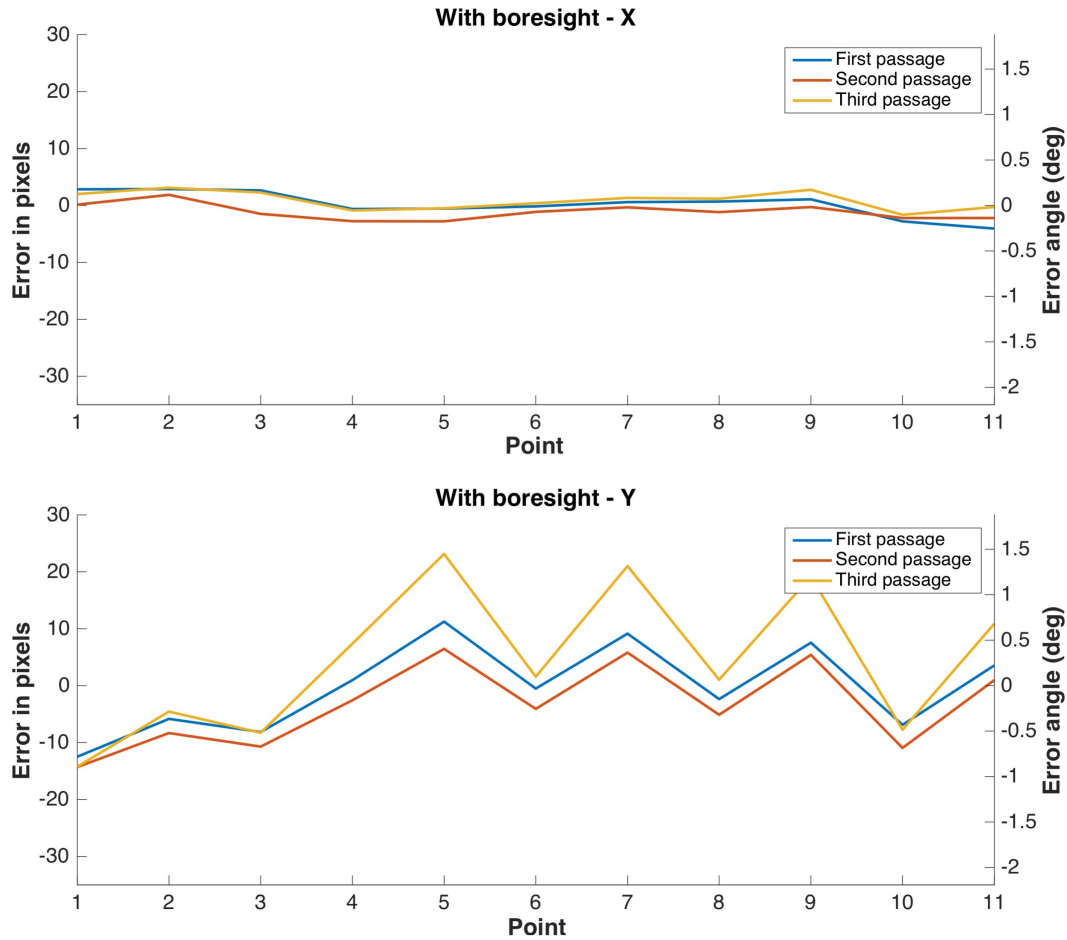 With boresight - X
30
20
10
0
-10
-20
-30
Error in pixels
1.5
1
0.5
0
-0.5
-1
-1.5
-2
Error angle (deg)
First passage
Second passage
Third passage
1 2 3 4 5 6 7 8 9 10 11
Point
With boresight - Y
30
20
10
0
-10
-20
-30
Error in pixels
1.5
1
0.5
0
-0.5
-1
-1.5
-2
Error angle (deg)
First passage
Second passage
Third passage
1 2 3 4 5 6 7 8 9 10 11
Point